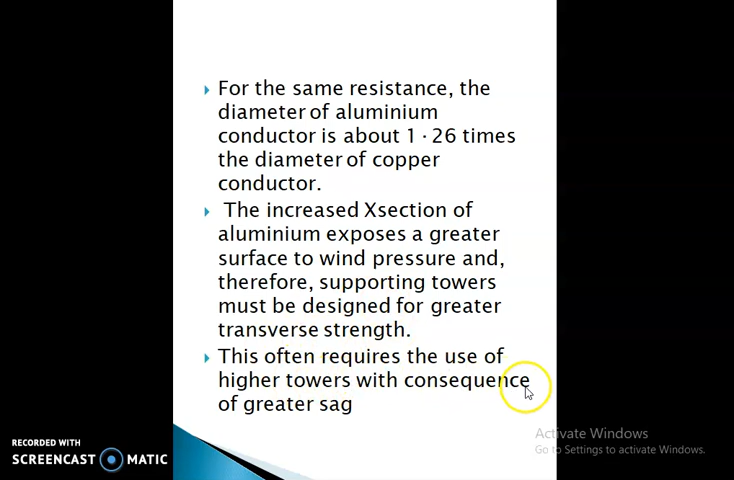 For the same resistance, the
diameter of aluminium
conductor is about 1·26 times
the diameter of copper
conductor.
The increased Xsection of
aluminium exposes a greater
surface to wind pressure and,
therefore, supporting towers
must be designed for greater
transverse strength.
This often requires the use of
higher towers with consequence
of greater sag
Activate Windows
Go to Settings to activate Windows.
RECORDED WITH
SCREENCAST MATIC